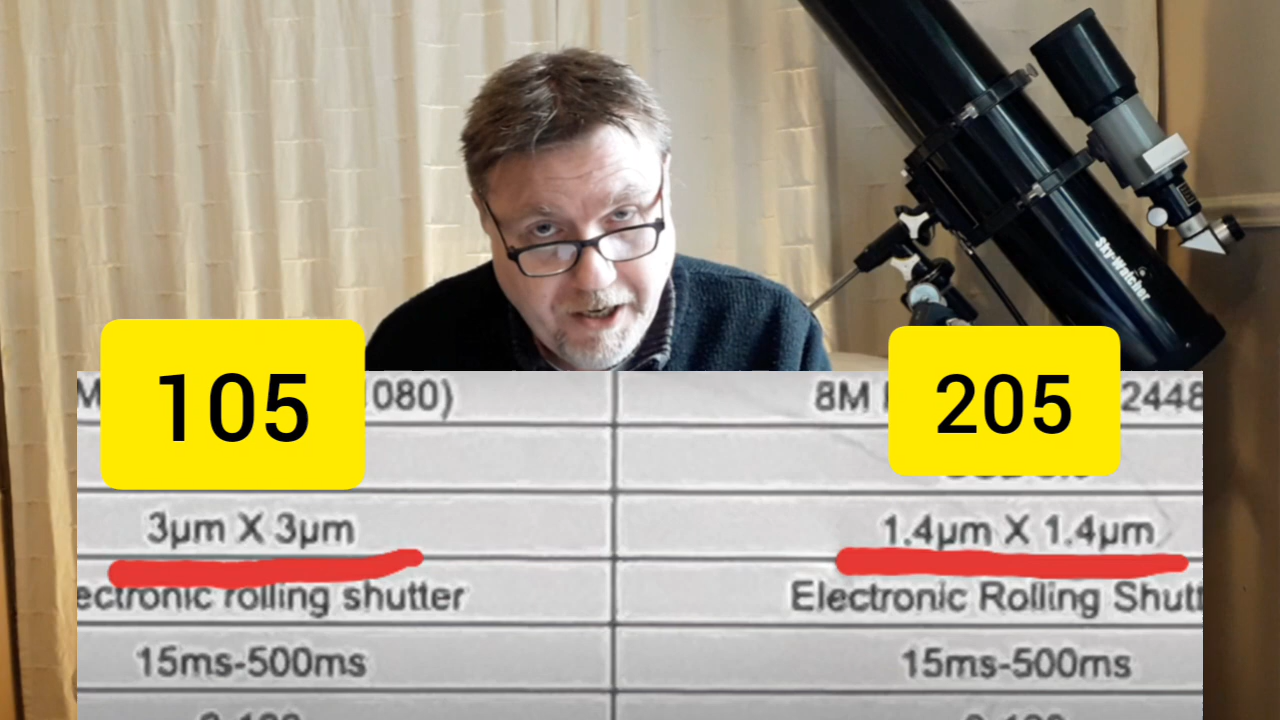 Sky-Watcher
105
205
080)
8M
2448
3µm X 3µm
1.4µm X 1.4µm
ectronic rolling shutter
Electronic Rolling Shutt
15ms-500ms
15ms-500ms